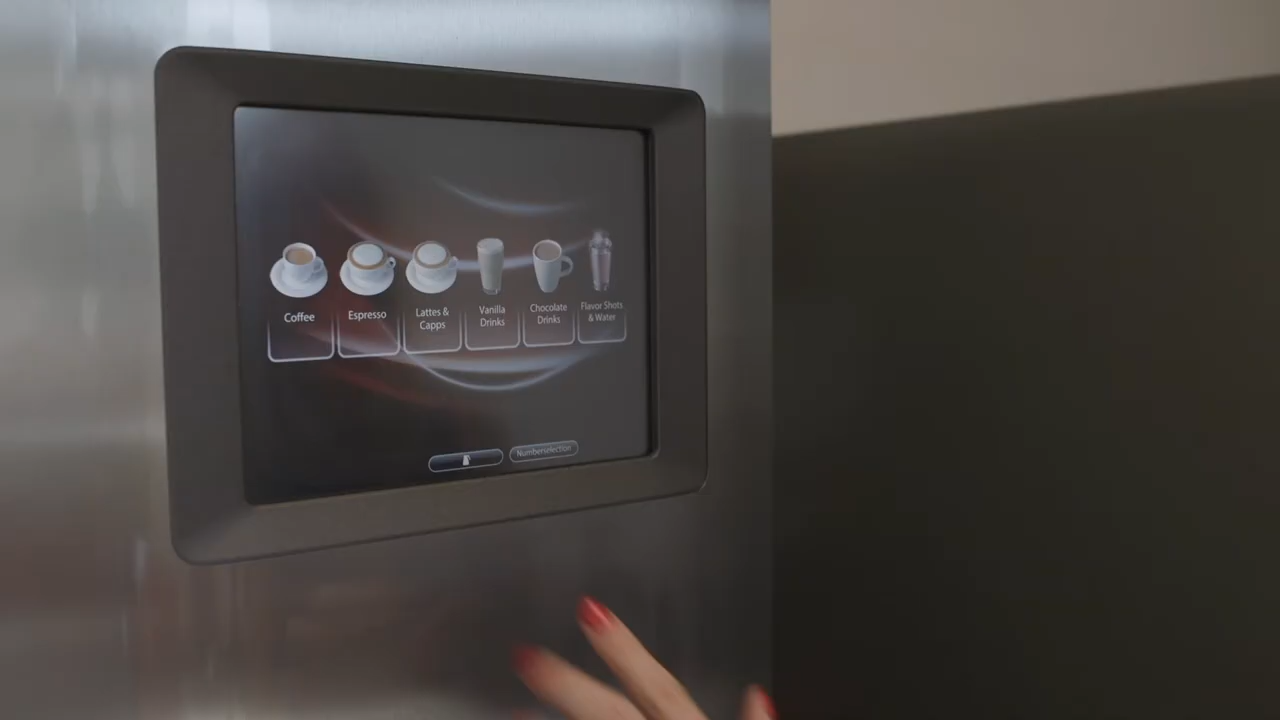 Coffee
Espresso
Lattes &
Capps
Vanilla
Drinks
Chocolate
Drinks
Flavor Shots
& Water
Numberselection